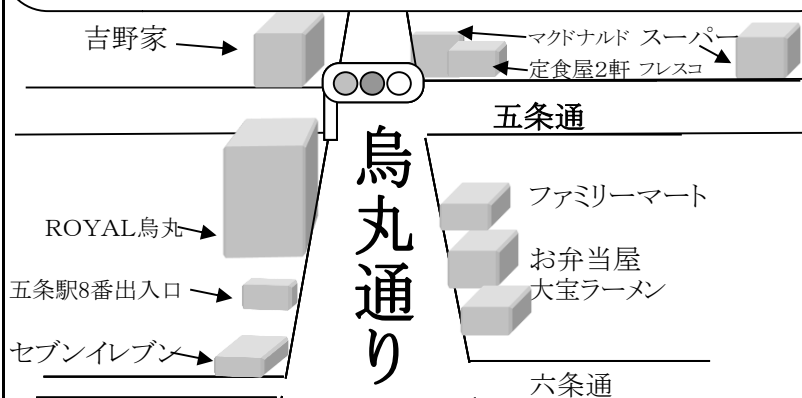 吉野家
マクドナルド スーパー
定食屋2軒 フレスコ
五条通
烏丸通り
ファミリーマート
ROYAL烏丸
お弁当屋
五条駅8番出入口
大宝ラーメン
セブンイレブン
六条通